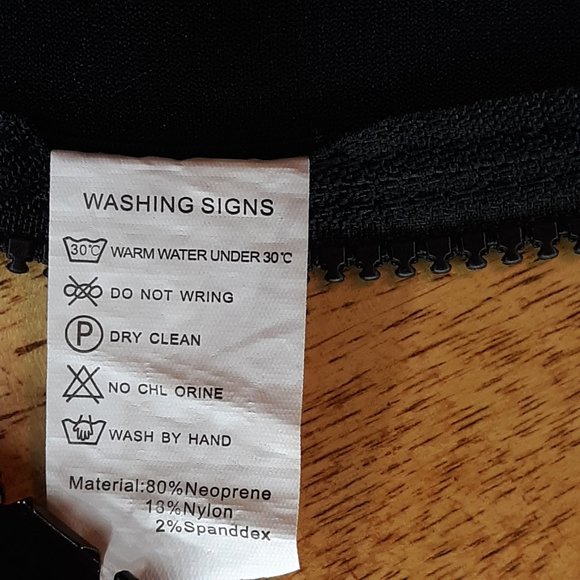 WASHING SIGNS
30℃ WARM WATER UNDER 30℃
DO NOT WRING
P DRY CLEAN
NO CHL ORINE
WASH BY HAND
Material:80%Neoprene
18%Nylon
2%Spanddex